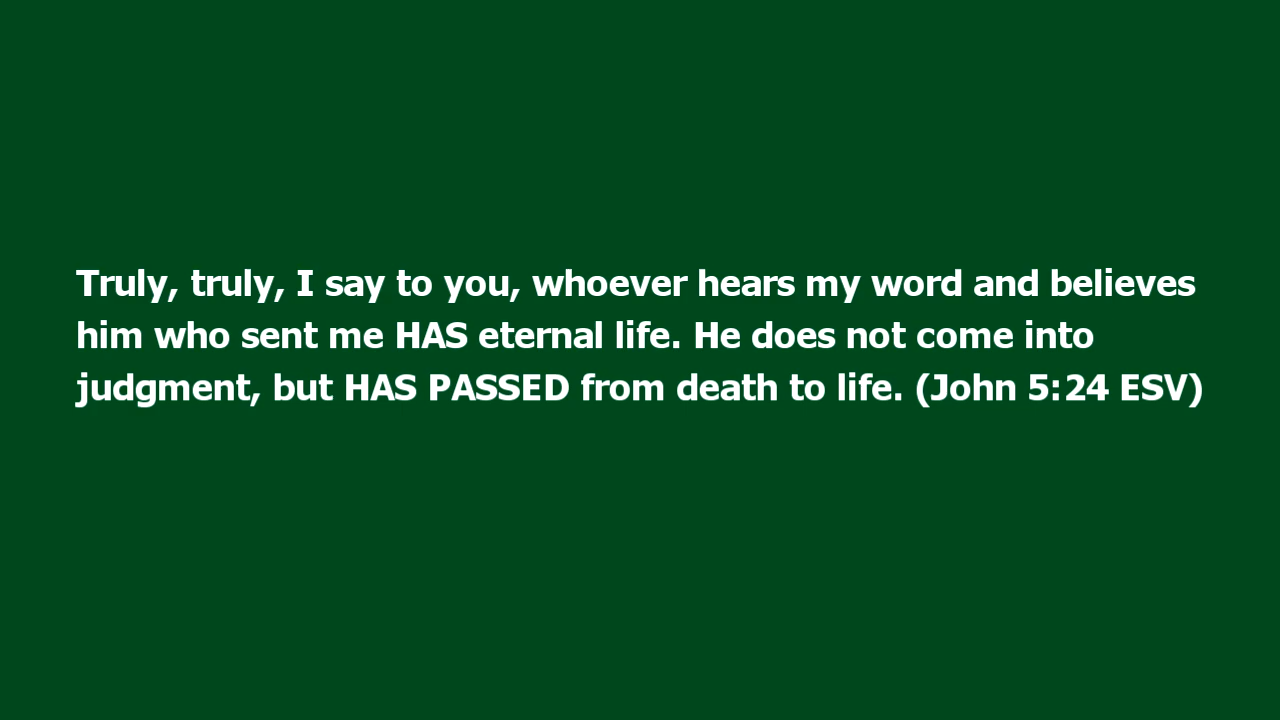 Truly, truly, I say to you, whoever hears my word and believes
him who sent me HAS eternal life. He does not come into
judgment, but HAS PASSED from death to life. (John 5:24 ESV)